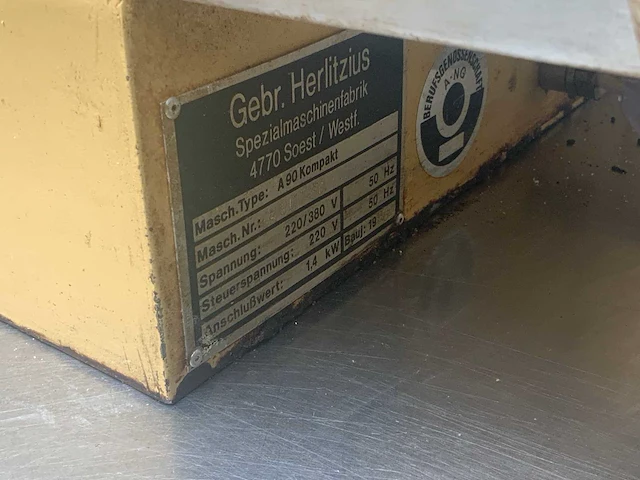 Gebr. Herlitzius
Spezialmaschinenfabrik
4770 Soest / Westf.
Masch.Type: A 90 Kompakt
Masch.Nr.:
Spannung: 220/380 V 50 Hz
Steuerspannung: 220 V 50 Hz
Anschlußwert: 1,4 kW Bauj. 19
BERUFSGENOSSENSCHAFT
A·NG